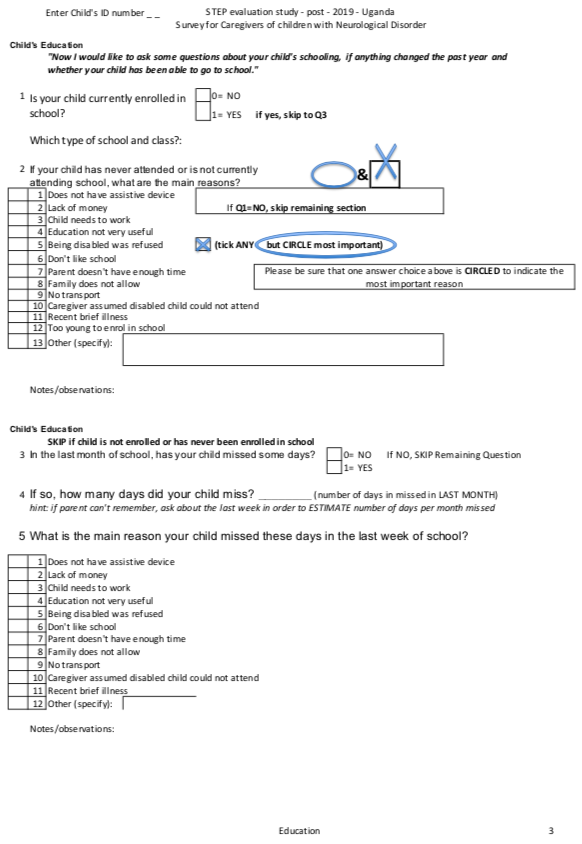 Enter Child's ID number _ _
STEP evaluation study - post - 2019 - Uganda
Survey for Caregivers of children with Neurological Disorder
Child's Education
"Now I would like to ask some questions about your child's schooling, if anything changed the past year and
whether your child has been able to go to school."
1 Is your child currently enrolled in
school?
0= NO
1= YES if yes, skip to Q3
Which type of school and class?:
2 If your child has never attended or is not currently
attending school, what are the main reasons?
& X
1 Does not have assistive device
2 Lack of money
If Q1=NO, skip remaining section
3 Child needs to work
4 Education not very useful
5 Being disabled was refused
(tick ANY but CIRCLE most important)
6 Don't like school
7 Parent doesn't have enough time
Please be sure that one answer choice above is CIRCLED to indicate the
most important reason
8 Family does not allow
9 No transport
10 Caregiver assumed disabled child could not attend
11 Recent brief illness
12 Too young to enrol in school
13 Other (specify):
Notes/observations:
Child's Education
SKIP if child is not enrolled or has never been enrolled in school
3 In the last month of school, has your child missed some days?
0= NO If NO, SKIP Remaining Question
1= YES
4 If so, how many days did your child miss? _________ (number of days in missed in LAST MONTH)
hint: if parent can't remember, ask about the last week in order to ESTIMATE number of days per month missed
5 What is the main reason your child missed these days in the last week of school?
1 Does not have assistive device
2 Lack of money
3 Child needs to work
4 Education not very useful
5 Being disabled was refused
6 Don't like school
7 Parent doesn't have enough time
8 Family does not allow
9 No transport
10 Caregiver assumed disabled child could not attend
11 Recent brief illness
12 Other (specify):
Notes/observations:
Education
3